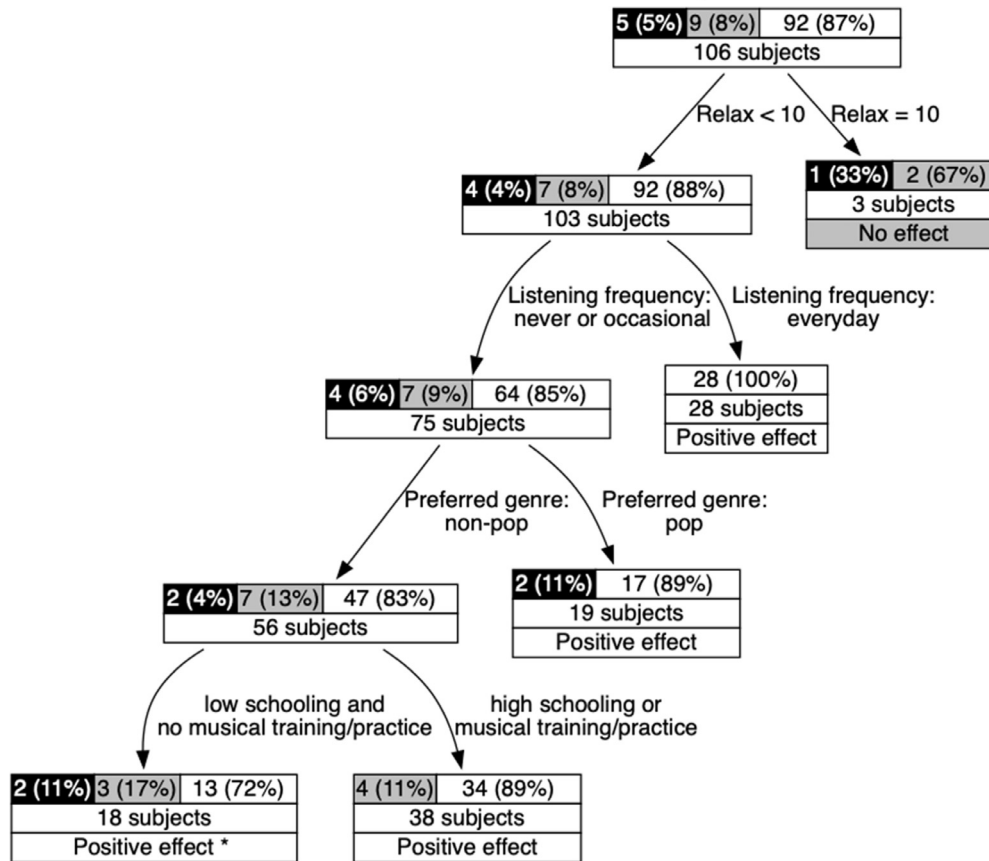 5 (5%) 9 (8%) 92 (87%)
106 subjects
Relax < 10 Relax = 10
4 (4%) 7 (8%) 92 (88%)
103 subjects
1 (33%) 2 (67%)
3 subjects
No effect
Listening frequency:
never or occasional
Listening frequency:
everyday
4 (6%) 7 (9%) 64 (85%)
75 subjects
28 (100%)
28 subjects
Positive effect
Preferred genre:
non-pop
Preferred genre:
pop
2 (4%) 7 (13%) 47 (83%)
56 subjects
2 (11%) 17 (89%)
19 subjects
Positive effect
low schooling and
no musical training/practice
high schooling or
musical training/practice
2 (11%) 3 (17%) 13 (72%)
18 subjects
Positive effect *
4 (11%) 34 (89%)
38 subjects
Positive effect